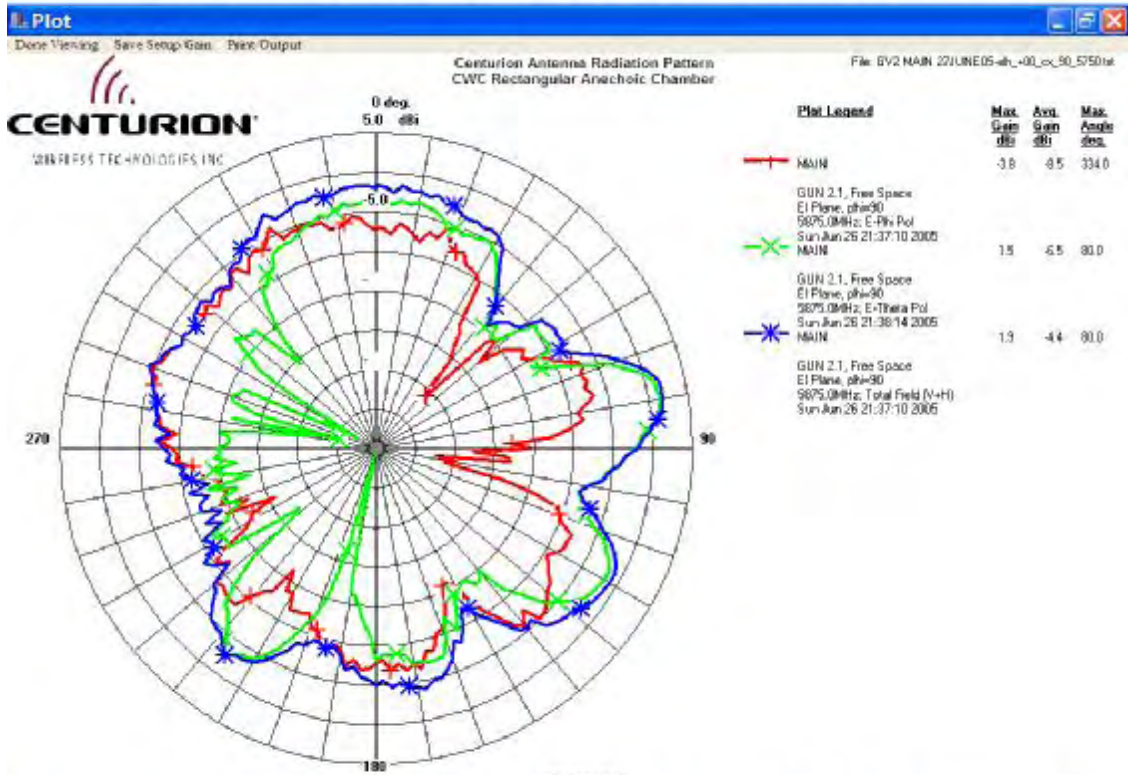 Plot
Done Viewing Save Setup/Gain Print Output
Centurion Antenna Radiation Pattern
CWC Rectangular Anechoic Chamber
File: GV2 MAIN 27JUNE05-elh_+00_cx_90_5750.txt
CENTURION
WIRELESS TECHNOLOGIES INC.
0 deg.
5.0 dBi
-5.0
270
90
180
Plot Legend Max. Gain dBi Avg. Gain dBi Max. Angle deg.
MAIN -3.8 -8.5 334.0
GUN 2.1, Free Space
El Plane, phi=90
5875.0MHz; E-Phi Pol
Sun Jun 26 21:37:10 2005
MAIN 1.5 -6.5 80.0
GUN 2.1, Free Space
El Plane, phi=90
5875.0MHz; E-Theta Pol
Sun Jun 26 21:38:14 2005
MAIN 1.9 -4.4 80.0
GUN 2.1, Free Space
El Plane, phi=90
5875.0MHz; Total Field (V+H)
Sun Jun 26 21:37:10 2005